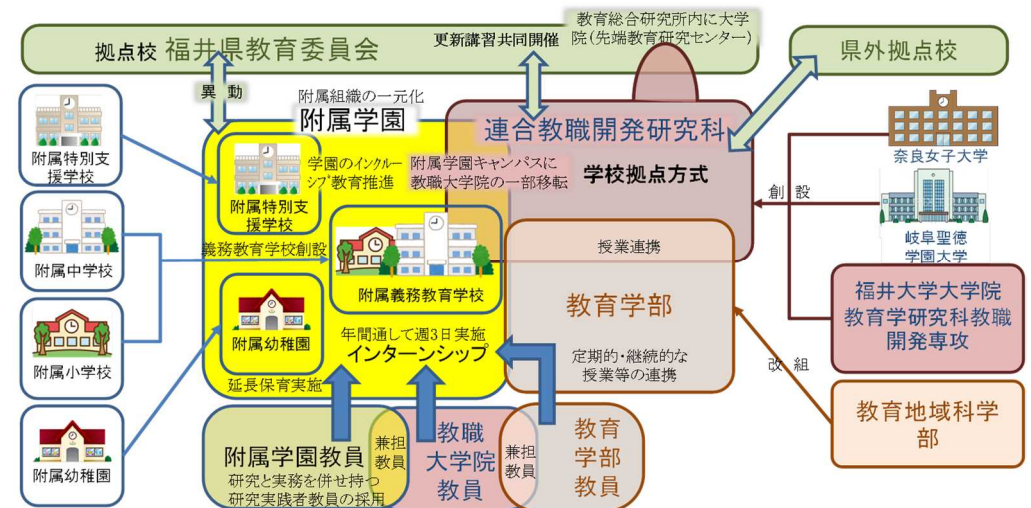 拠点校 福井県教育委員会
更新講習共同開催
教育総合研究所内に大学
院(先端教育研究センター)
県外拠点校
異 動
附属組織の一元化
附属学園
連合教職開発研究科
学校拠点方式
附属特別支
援学校
附属中学校
附属小学校
附属幼稚園
附属特別支
援学校
学園のインクルー
シブ教育推進
附属学園キャンパスに
教職大学院の一部移転
義務教育学校創設
附属義務教育学校
附属幼稚園
延長保育実施
年間通して週3日実施
インターンシップ
授業連携
教育学部
定期的・継続的な
授業等の連携
創 設
奈良女子大学
岐阜聖徳
学園大学
福井大学大学院
教育学研究科教職
開発専攻
改 組
教育地域科学
部
附属学園教員
研究と実務を併せ持つ
研究実践者教員の採用
兼担
教員
教職
大学院
教員
兼担
教員
教育
学部
教員